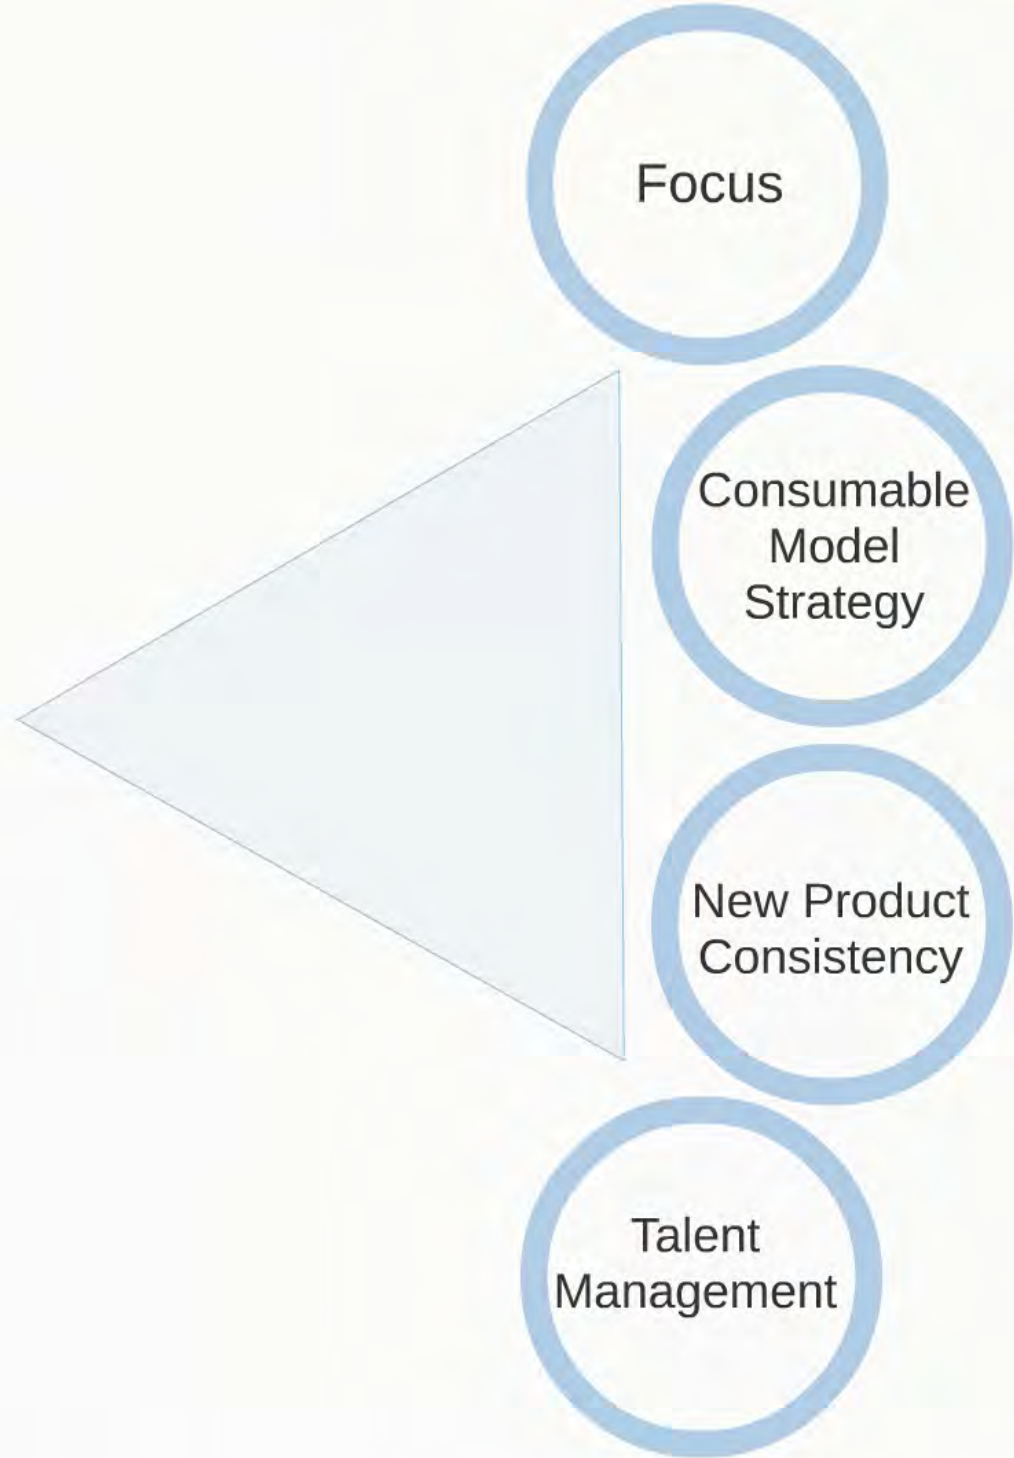 Focus
Consumable
Model
Strategy
New Product
Consistency
Talent
Management